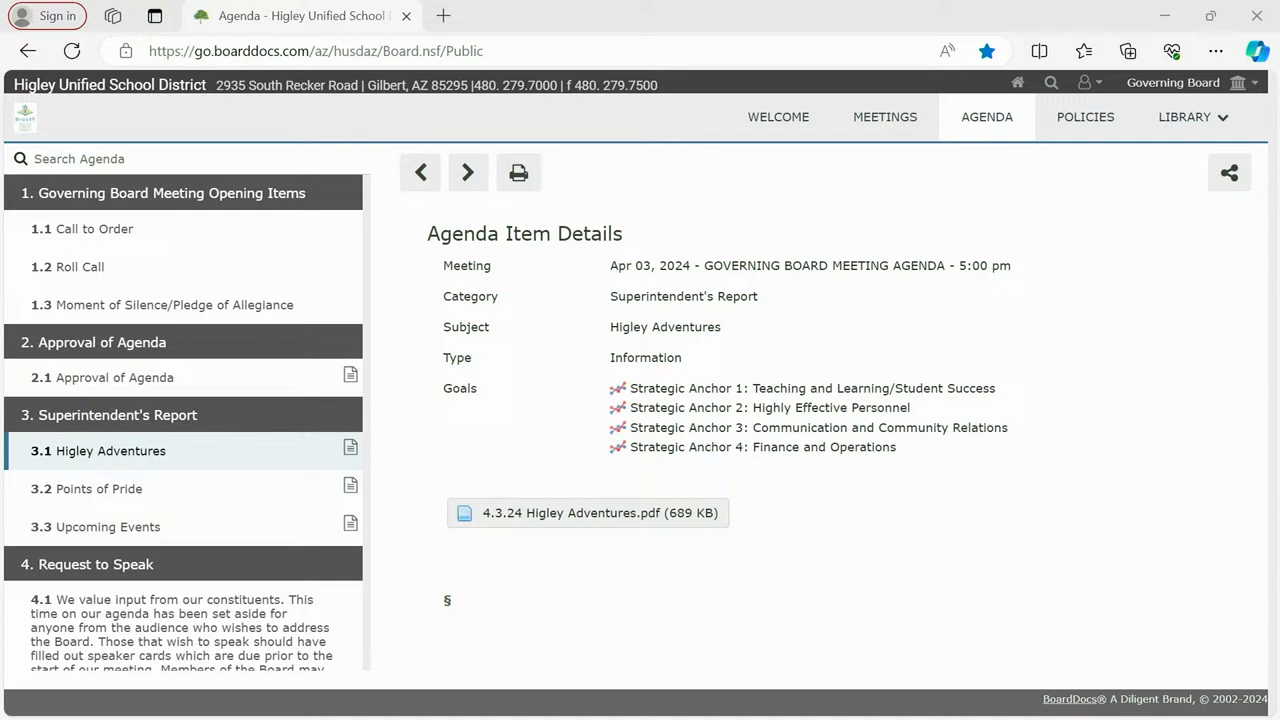 Sign in
Agenda - Higley Unified School D
https://go.boarddocs.com/az/husdaz/Board.nsf/Public
Higley Unified School District 2935 South Recker Road | Gilbert, AZ 85295 |480. 279.7000 | f 480. 279.7500
Governing Board
WELCOME
MEETINGS
AGENDA
POLICIES
LIBRARY
Search Agenda
1. Governing Board Meeting Opening Items
1.1 Call to Order
1.2 Roll Call
1.3 Moment of Silence/Pledge of Allegiance
2. Approval of Agenda
2.1 Approval of Agenda
3. Superintendent's Report
3.1 Higley Adventures
3.2 Points of Pride
3.3 Upcoming Events
4. Request to Speak
4.1 We value input from our constituents. This
time on our agenda has been set aside for
anyone from the audience who wishes to address
the Board. Those that wish to speak should have
filled out speaker cards which are due prior to the
start of our meeting. Members of the Board may
Agenda Item Details
Meeting Apr 03, 2024 - GOVERNING BOARD MEETING AGENDA - 5:00 pm
Category Superintendent's Report
Subject Higley Adventures
Type Information
Goals Strategic Anchor 1: Teaching and Learning/Student Success
Strategic Anchor 2: Highly Effective Personnel
Strategic Anchor 3: Communication and Community Relations
Strategic Anchor 4: Finance and Operations
4.3.24 Higley Adventures.pdf (689 KB)
§
BoardDocs® A Diligent Brand, © 2002-2024